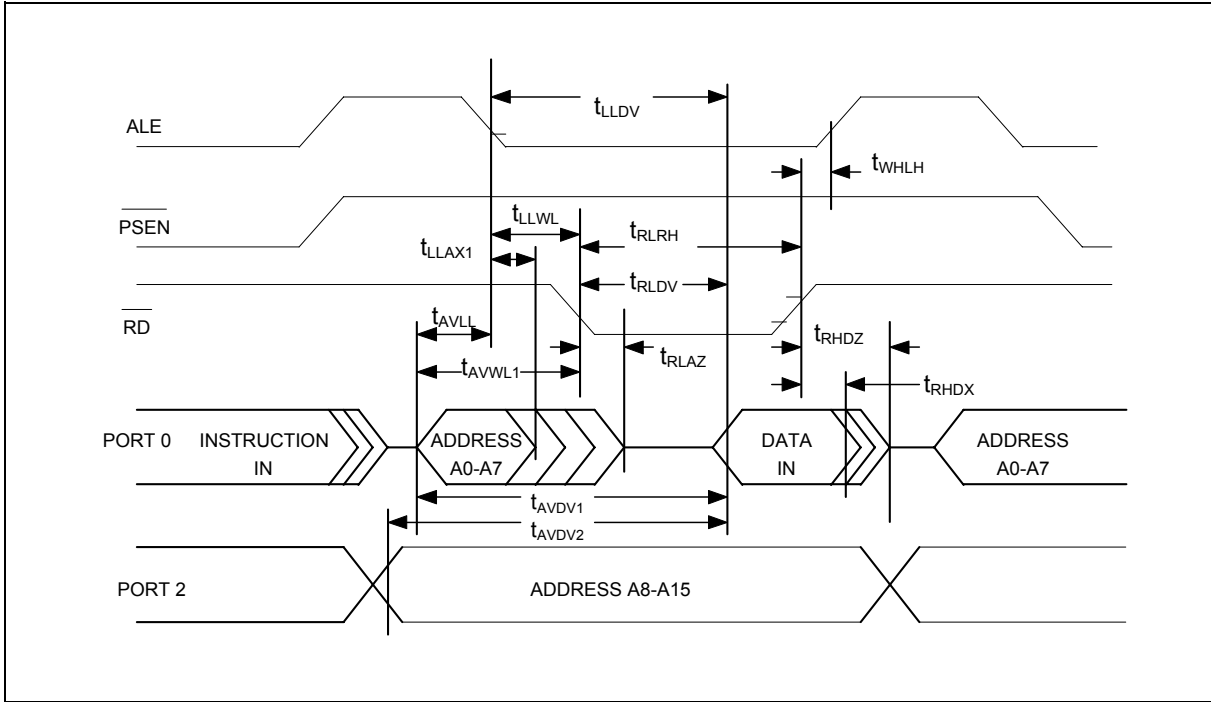 tLLDV
ALE
tWHLH
PSEN
tLLWL
tRLRH
tLLAX1
tRLDV
RD
tAVLL
tRLAZ
tRHDZ
tAVWL1
tRHDX
PORT 0
INSTRUCTION
IN
ADDRESS
A0-A7
DATA
IN
ADDRESS
A0-A7
tAVDV1
tAVDV2
PORT 2
ADDRESS A8-A15